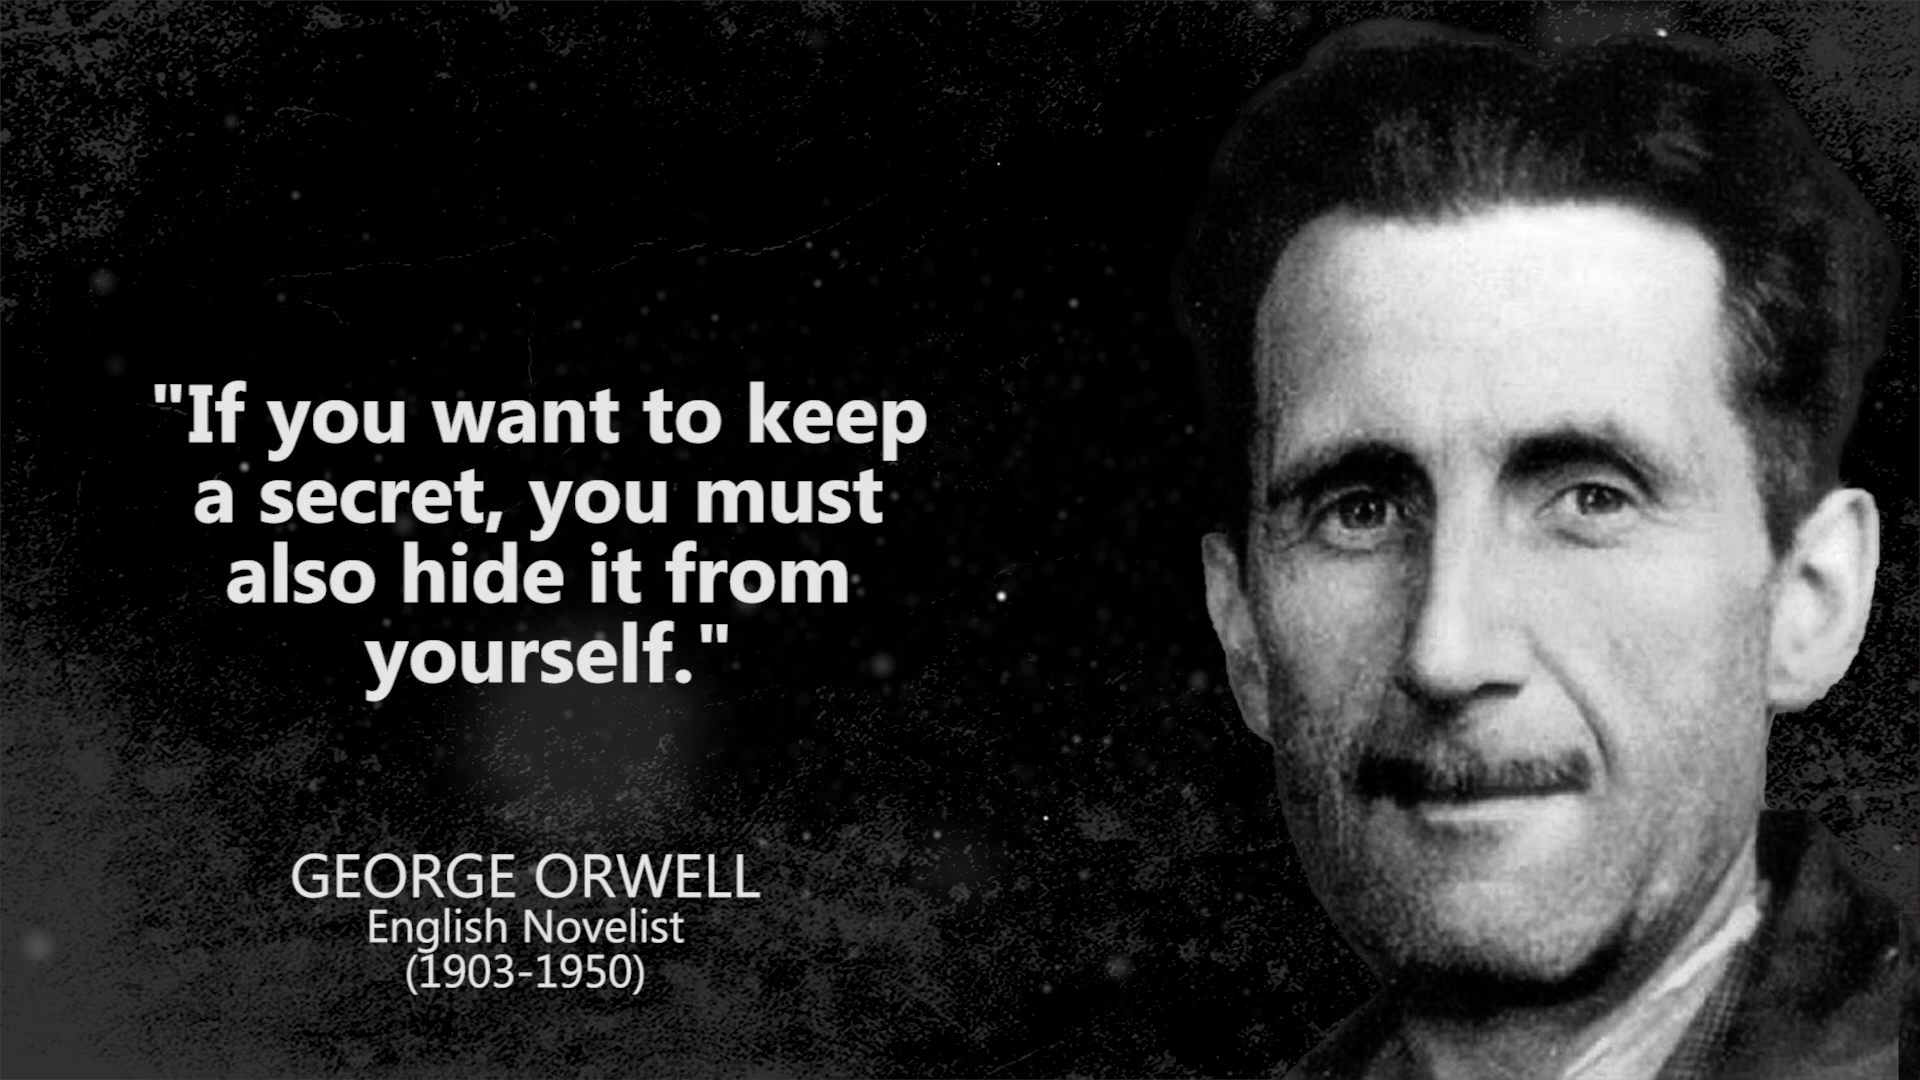 "If you want to keep
a secret, you must
also hide it from
yourself."
GEORGE ORWELL
English Novelist
(1903-1950)